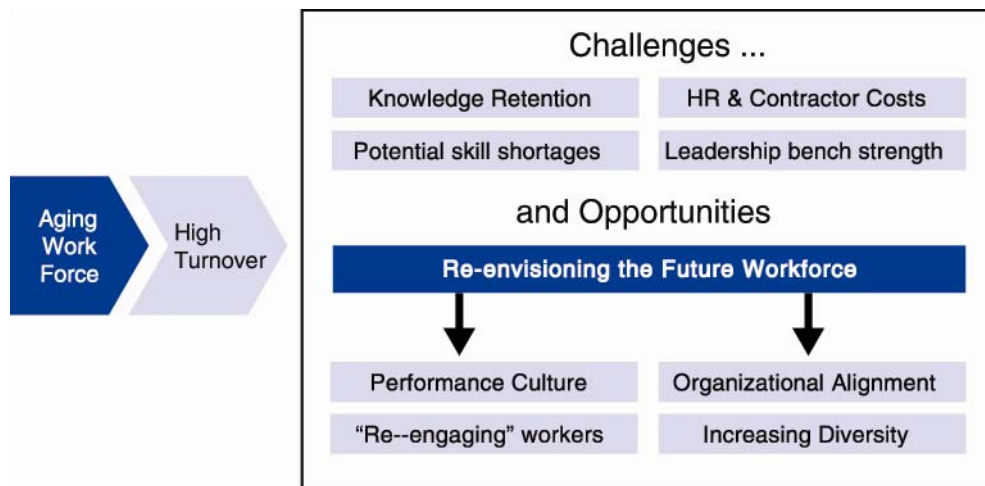 Challenges ...
Knowledge Retention
HR & Contractor Costs
Potential skill shortages
Leadership bench strength
Aging
Work
Force
High
Turnover
and Opportunities
Re-envisioning the Future Workforce
Performance Culture
Organizational Alignment
“Re--engaging” workers
Increasing Diversity